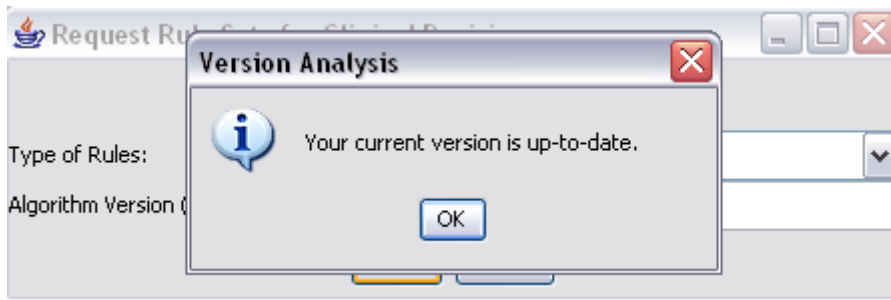 Request Ru
Version Analysis
Your current version is up-to-date.
Type of Rules:
Algorithm Version (
OK